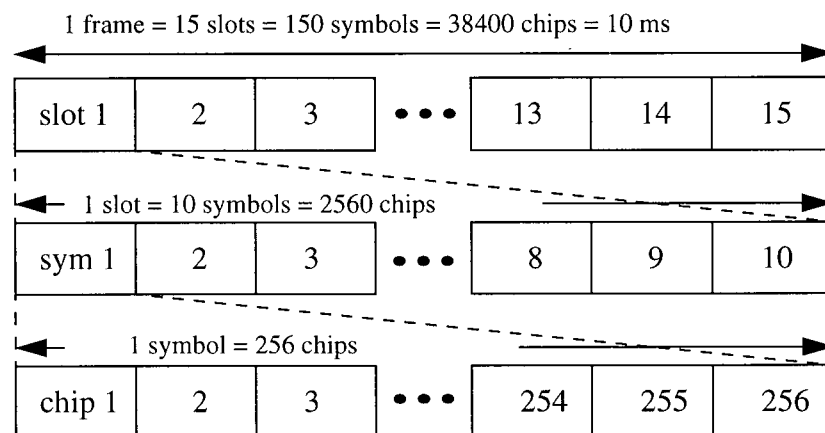 1 frame = 15 slots = 150 symbols = 38400 chips = 10 ms
slot 1 2 3 ••• 13 14 15
1 slot = 10 symbols = 2560 chips
sym 1 2 3 ••• 8 9 10
1 symbol = 256 chips
chip 1 2 3 ••• 254 255 256